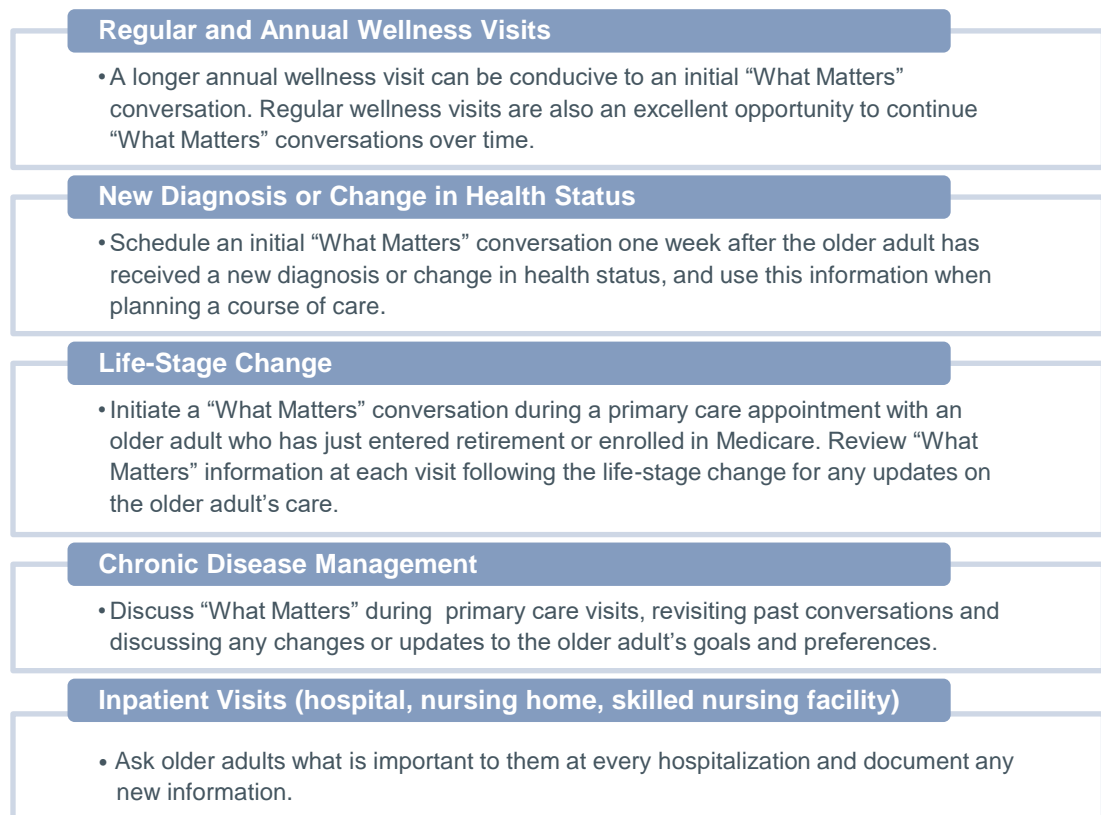 Regular and Annual Wellness Visits
• A longer annual wellness visit can be conducive to an initial “What Matters”
conversation. Regular wellness visits are also an excellent opportunity to continue
“What Matters” conversations over time.
New Diagnosis or Change in Health Status
• Schedule an initial “What Matters” conversation one week after the older adult has
received a new diagnosis or change in health status, and use this information when
planning a course of care.
Life-Stage Change
• Initiate a “What Matters” conversation during a primary care appointment with an
older adult who has just entered retirement or enrolled in Medicare. Review “What
Matters” information at each visit following the life-stage change for any updates on
the older adult’s care.
Chronic Disease Management
• Discuss “What Matters” during  primary care visits, revisiting past conversations and
discussing any changes or updates to the older adult’s goals and preferences.
Inpatient Visits (hospital, nursing home, skilled nursing facility)
• Ask older adults what is important to them at every hospitalization and document any
new information.